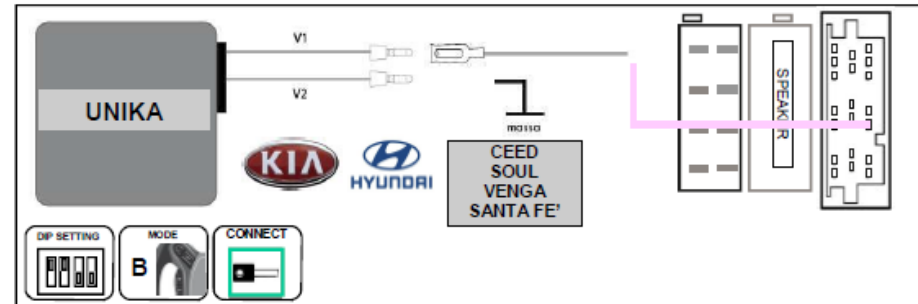 V1
V2
UNIKA
SPEAKER
massa
KIA
HYUNDAI
CEED
SOUL
VENGA
SANTA FE'
DIP SETTING
MODE
B
CONNECT